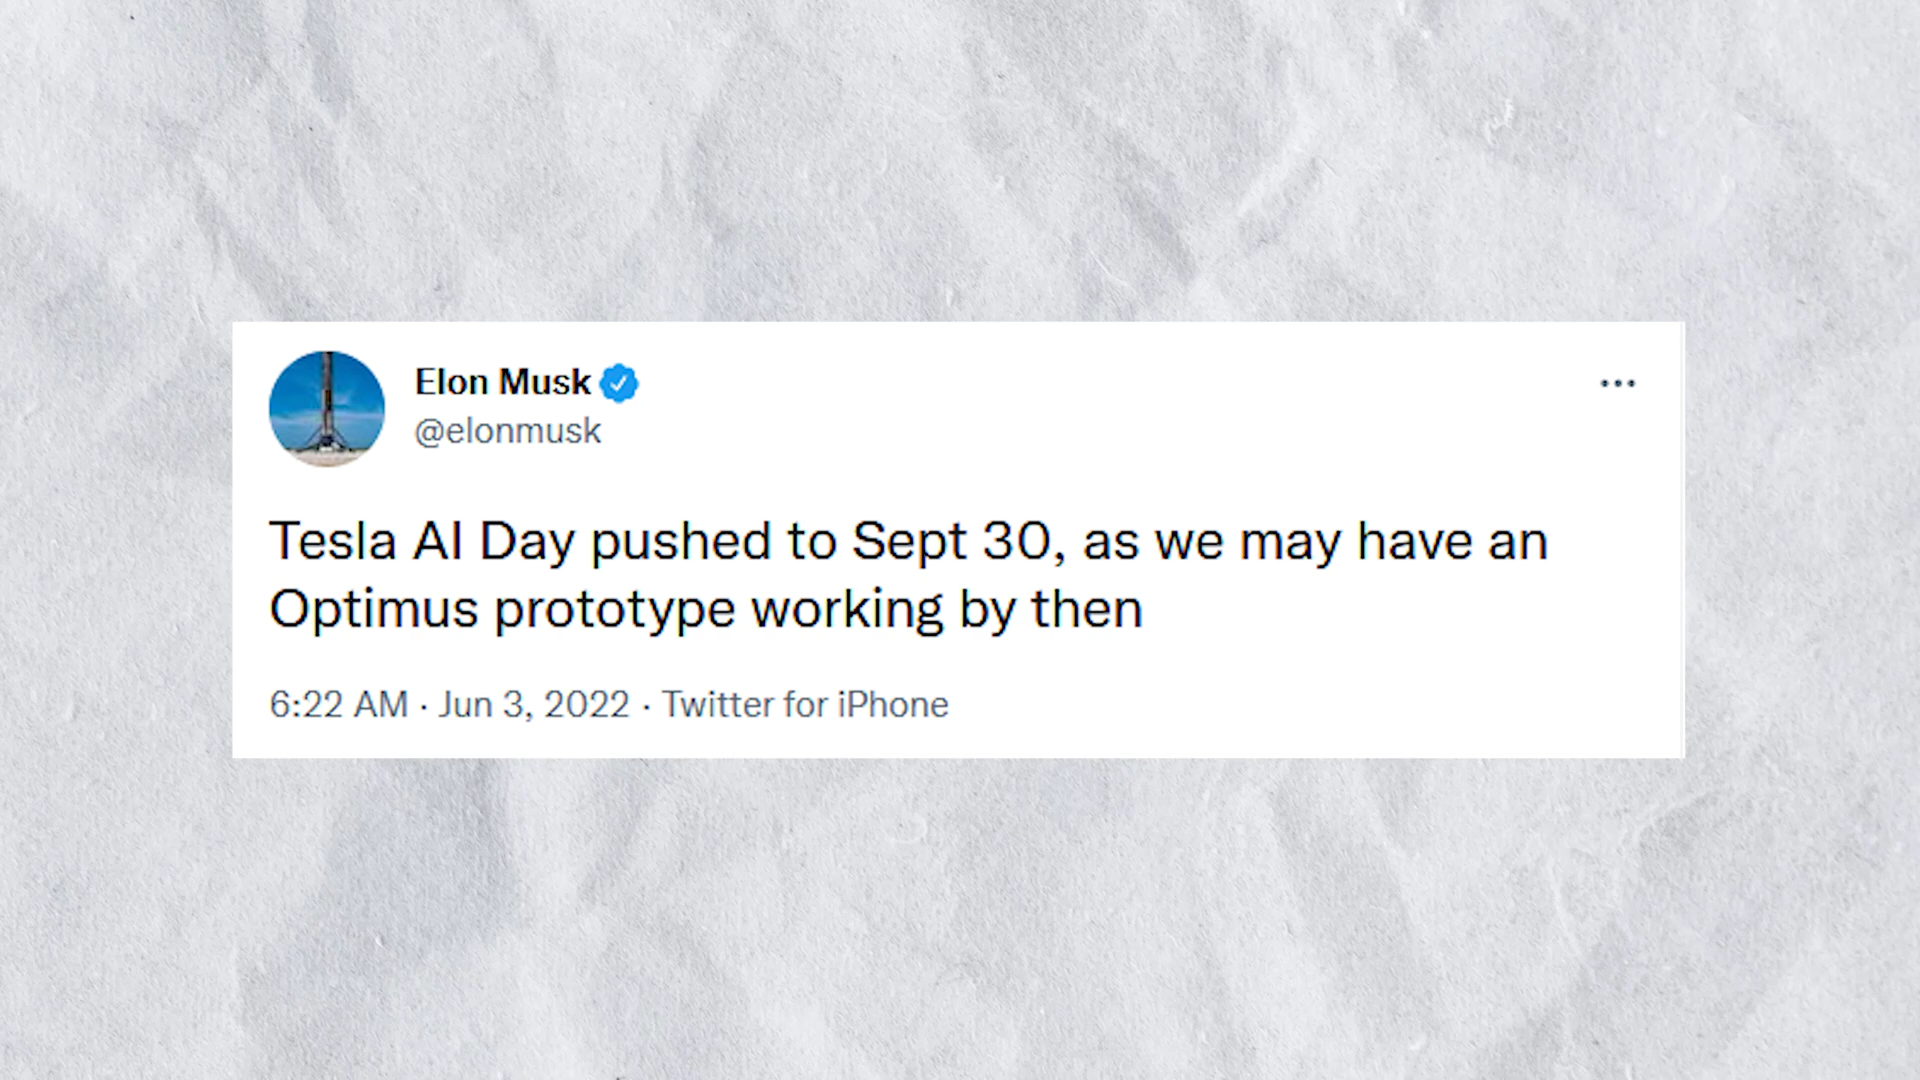 Elon Musk
@elonmusk
Tesla AI Day pushed to Sept 30, as we may have an
Optimus prototype working by then
6:22 AM · Jun 3, 2022 · Twitter for iPhone